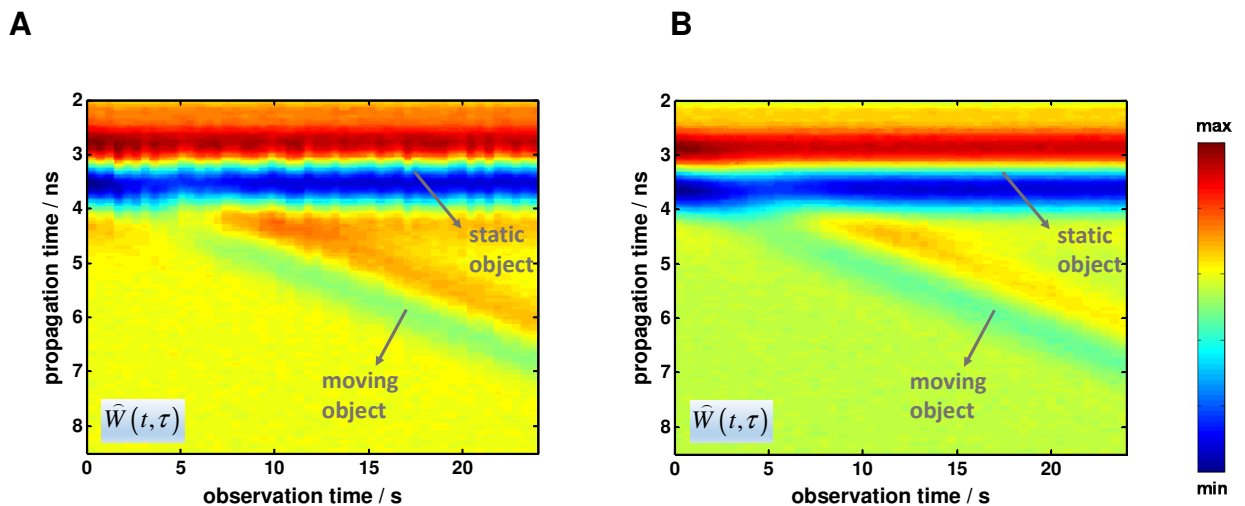 A
B
2
3
4
5
6
7
8
propagation time / ns
0
5
10
15
20
observation time / s
static
object
moving
object
Ŵ(t,τ)
2
3
4
5
6
7
8
propagation time / ns
0
5
10
15
20
observation time / s
static
object
moving
object
Ŵ(t,τ)
max
min